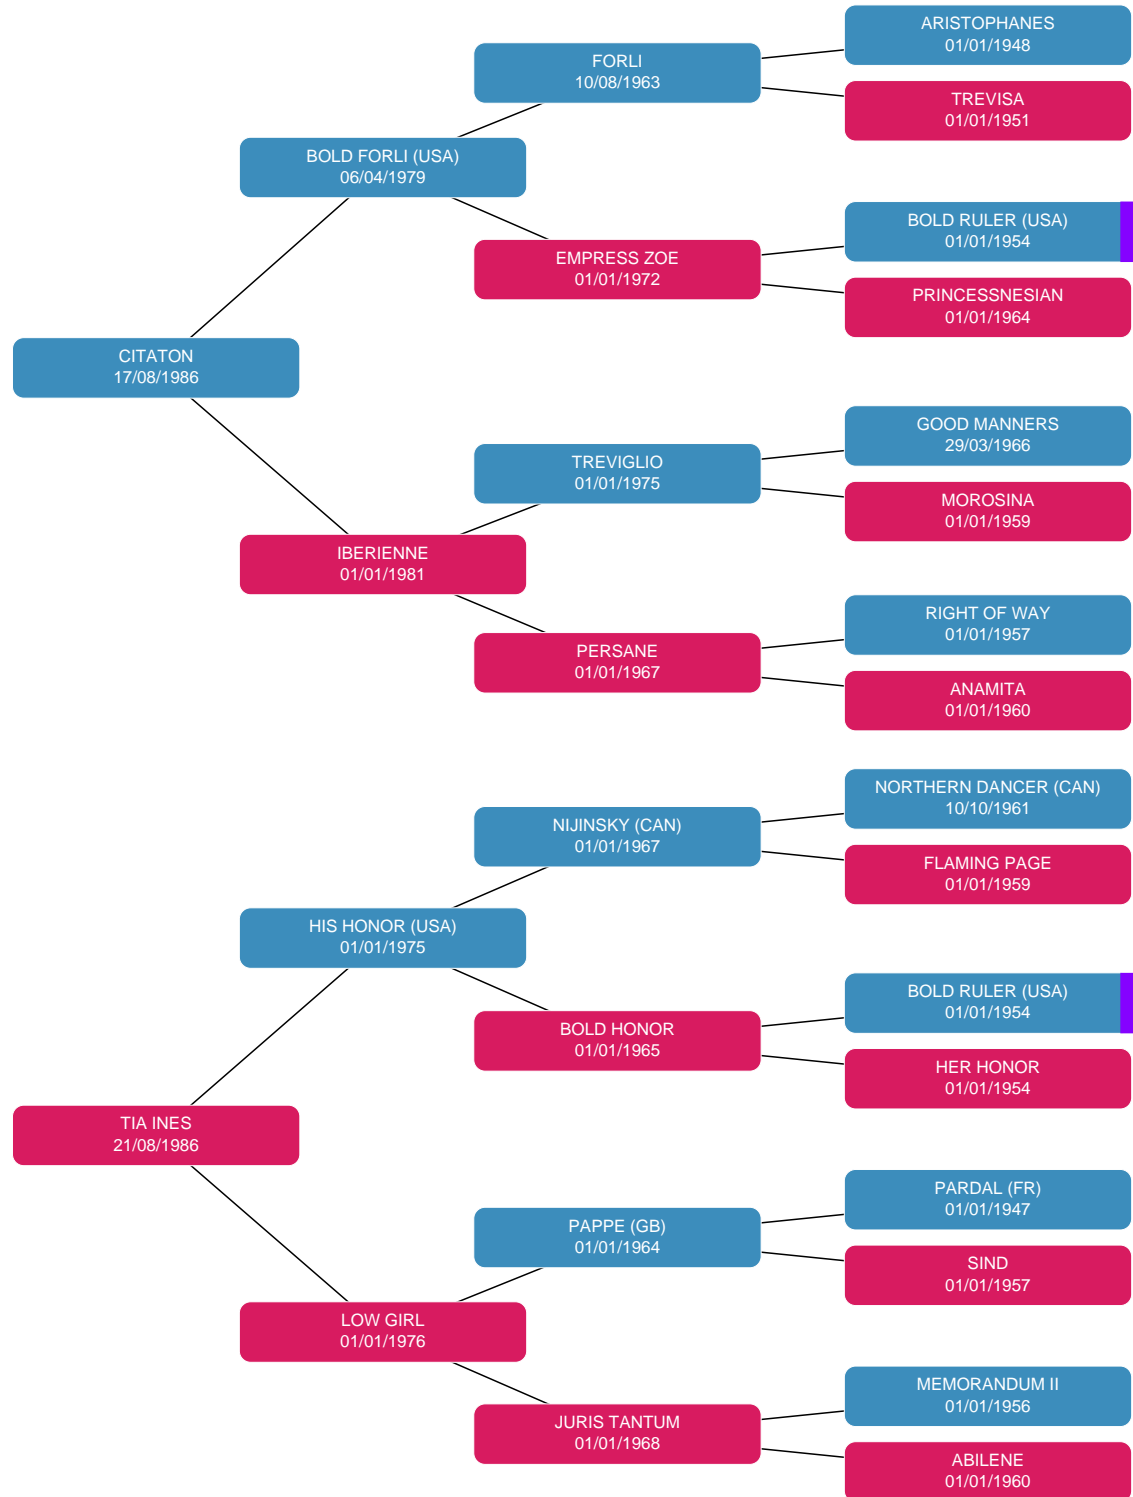 ARISTOPHANES
01/01/1948
FORLI
10/08/1963
TREVISA
01/01/1951
BOLD FORLI (USA)
06/04/1979
BOLD RULER (USA)
01/01/1954
EMPRESS ZOE
01/01/1972
PRINCESSNESIAN
01/01/1964
CITATON
17/08/1986
GOOD MANNERS
29/03/1966
TREVIGLIO
01/01/1975
MOROSINA
01/01/1959
IBERIENNE
01/01/1981
RIGHT OF WAY
01/01/1957
PERSANE
01/01/1967
ANAMITA
01/01/1960
NORTHERN DANCER (CAN)
10/10/1961
NIJINSKY (CAN)
01/01/1967
FLAMING PAGE
01/01/1959
HIS HONOR (USA)
01/01/1975
BOLD RULER (USA)
01/01/1954
BOLD HONOR
01/01/1965
HER HONOR
01/01/1954
TIA INES
21/08/1986
PARDAL (FR)
01/01/1947
PAPPE (GB)
01/01/1964
SIND
01/01/1957
LOW GIRL
01/01/1976
MEMORANDUM II
01/01/1956
JURIS TANTUM
01/01/1968
ABILENE
01/01/1960